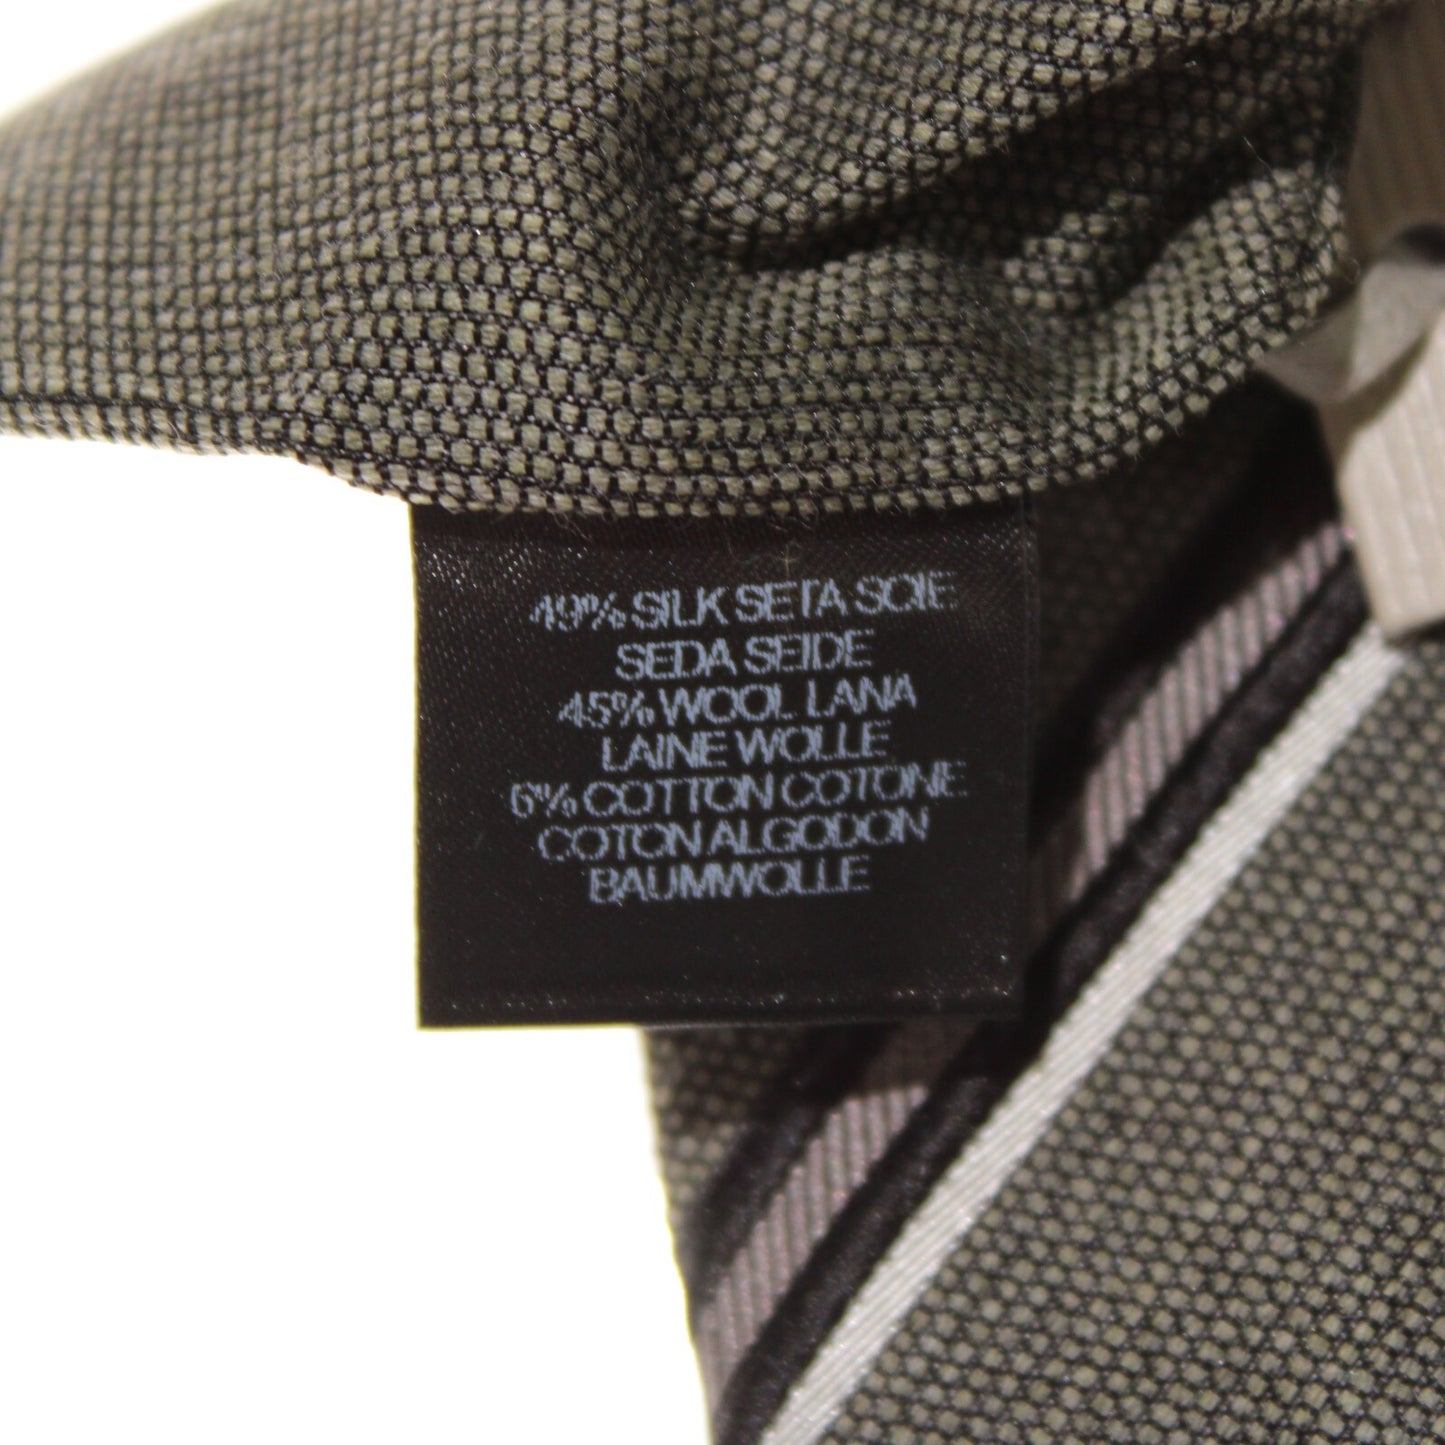 49% SILK SETA SOIE
SEDA SEIDE
45% WOOL LANA
LAINE WOLLE
6% COTTON COTONE
COTON ALGODON
BAUMWOLLE